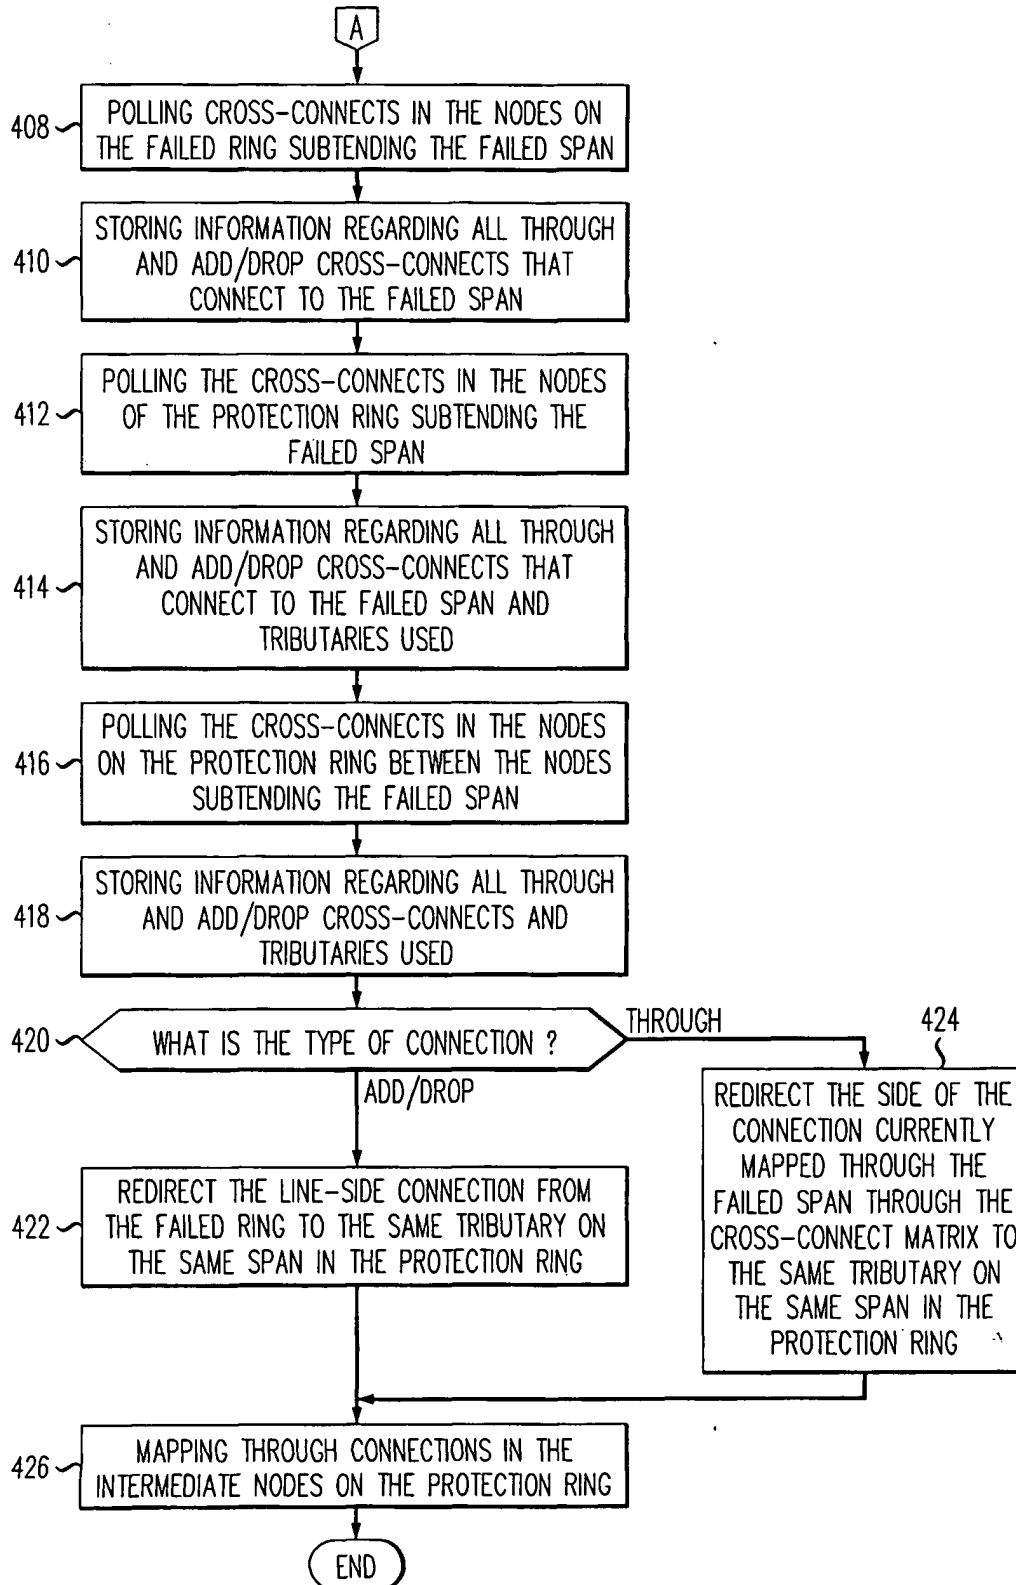 A
408
POLLING CROSS-CONNECTS IN THE NODES ON
THE FAILED RING SUBTENDING THE FAILED SPAN
410
STORING INFORMATION REGARDING ALL THROUGH
AND ADD/DROP CROSS-CONNECTS THAT
CONNECT TO THE FAILED SPAN
412
POLLING THE CROSS-CONNECTS IN THE NODES
OF THE PROTECTION RING SUBTENDING THE
FAILED SPAN
414
STORING INFORMATION REGARDING ALL THROUGH
AND ADD/DROP CROSS-CONNECTS THAT
CONNECT TO THE FAILED SPAN AND
TRIBUTARIES USED
416
POLLING THE CROSS-CONNECTS IN THE NODES
ON THE PROTECTION RING BETWEEN THE NODES
SUBTENDING THE FAILED SPAN
418
STORING INFORMATION REGARDING ALL THROUGH
AND ADD/DROP CROSS-CONNECTS AND
TRIBUTARIES USED
420
WHAT IS THE TYPE OF CONNECTION ?
THROUGH
ADD/DROP
424
REDIRECT THE SIDE OF THE
CONNECTION CURRENTLY
MAPPED THROUGH THE
FAILED SPAN THROUGH THE
CROSS-CONNECT MATRIX TO
THE SAME TRIBUTARY ON
THE SAME SPAN IN THE
PROTECTION RING
422
REDIRECT THE LINE-SIDE CONNECTION FROM
THE FAILED RING TO THE SAME TRIBUTARY ON
THE SAME SPAN IN THE PROTECTION RING
426
MAPPING THROUGH CONNECTIONS IN THE
INTERMEDIATE NODES ON THE PROTECTION RING
END